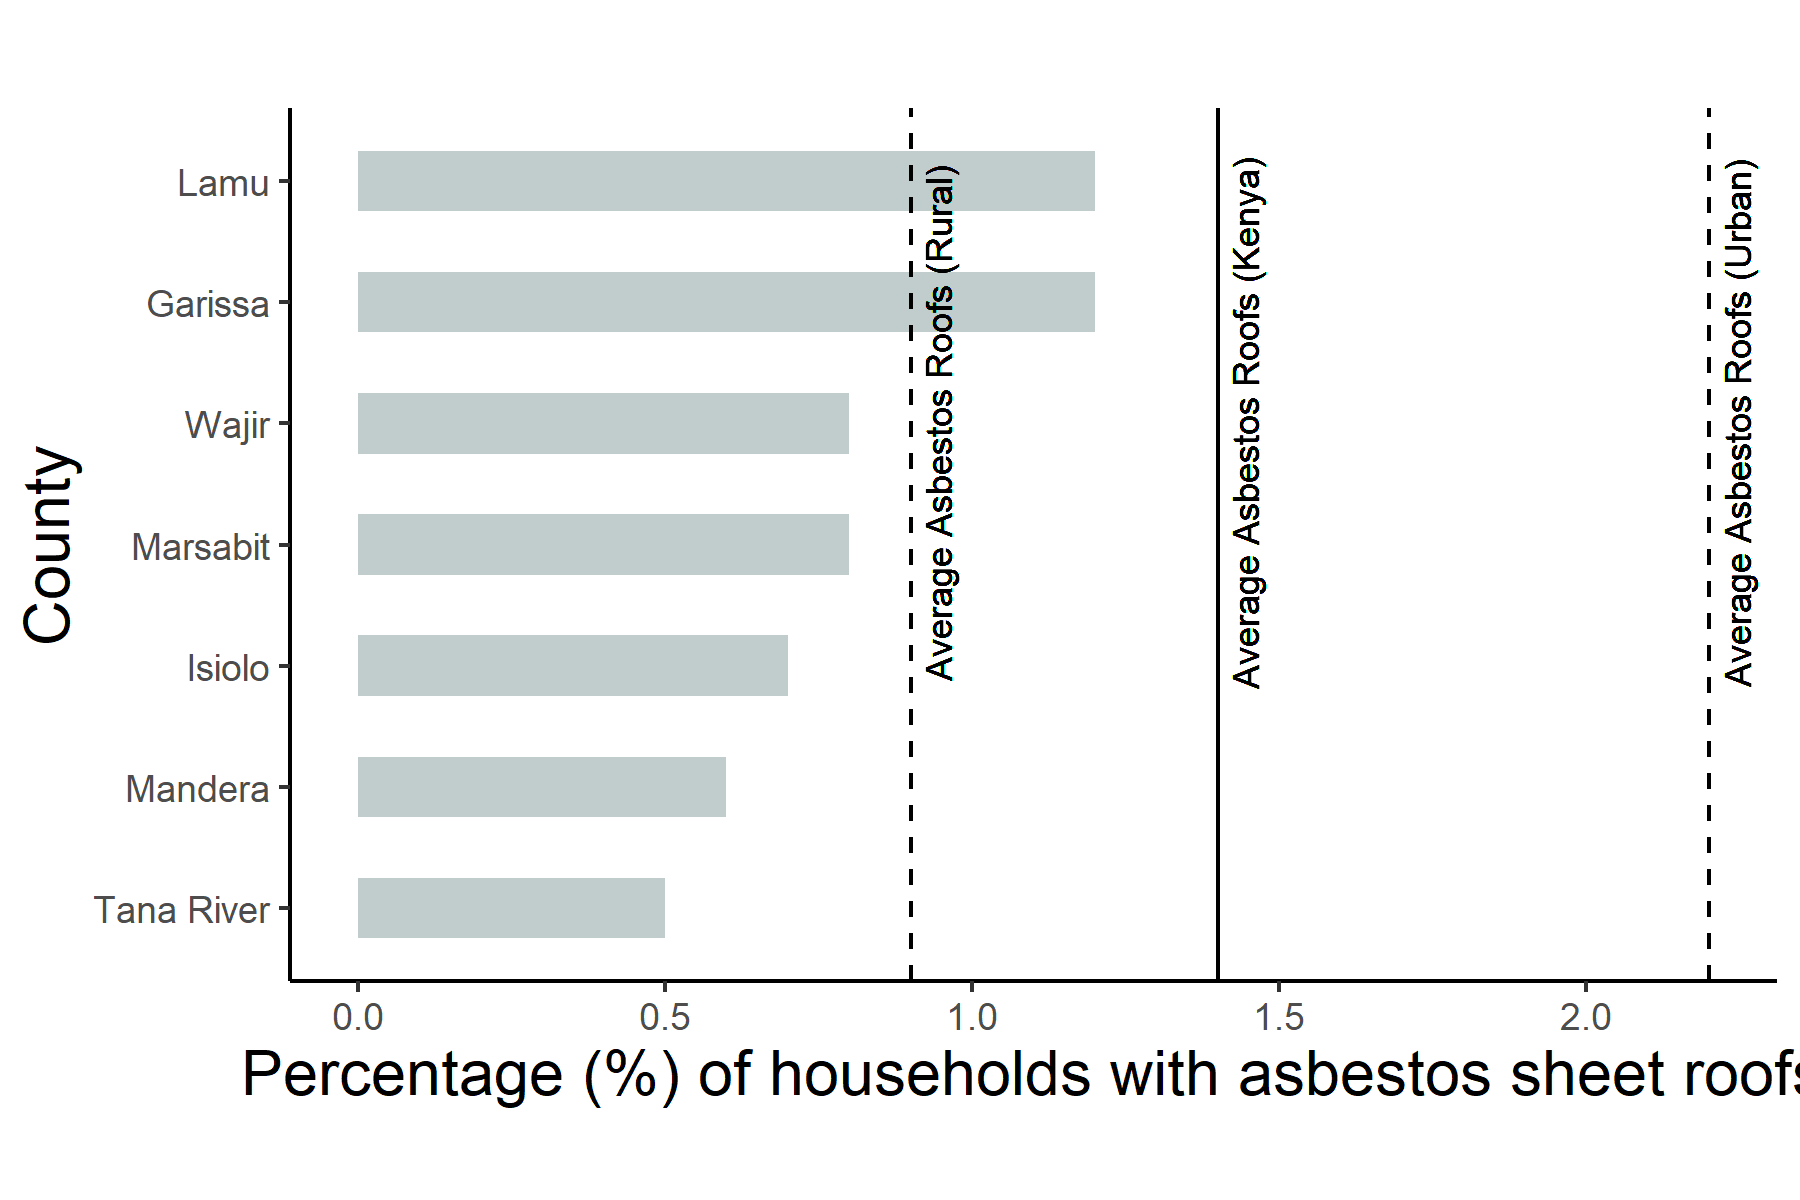 County
Lamu
Garissa
Wajir
Marsabit
Isiolo
Mandera
Tana River
Average Asbestos Roofs (Rural)
Average Asbestos Roofs (Kenya)
Average Asbestos Roofs (Urban)
0.0 0.5 1.0 1.5 2.0
Percentage (%) of households with asbestos sheet roofs